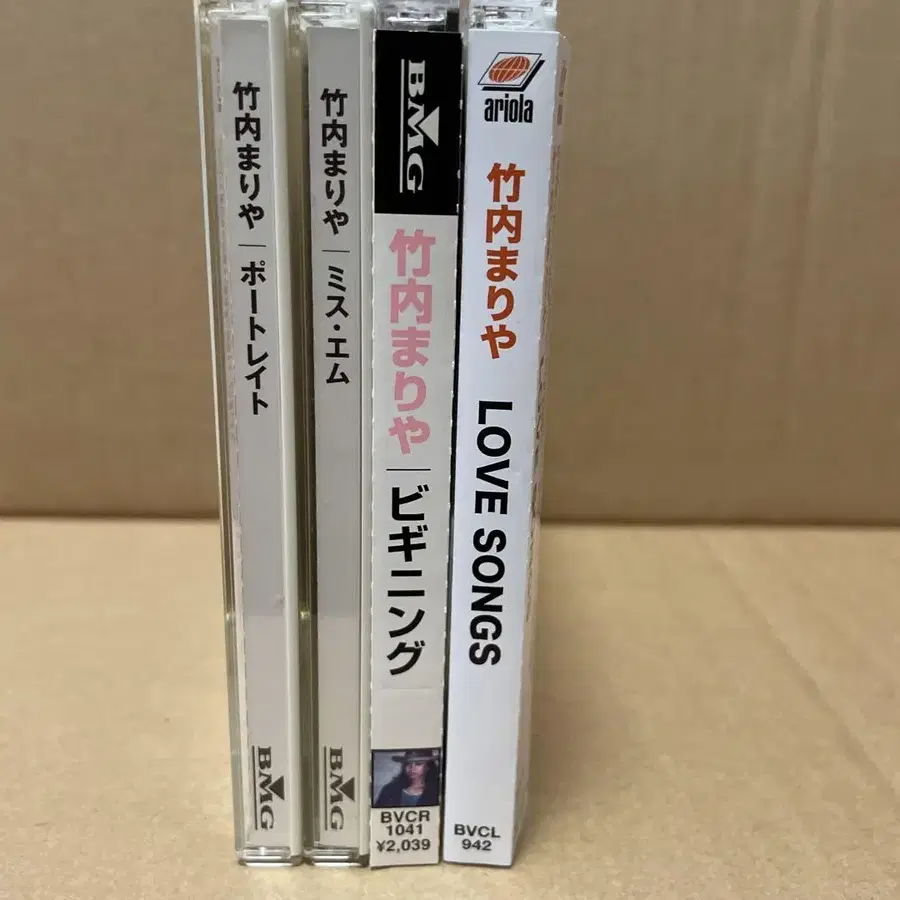 竹内まりや｜ポートレイト
BMG
竹内まりや｜ミス・エム
BMG
BMG
竹内まりや｜ビギニング
BVCR
1041
¥2,039
ariola
竹内まりや LOVE SONGS
BVCL
942